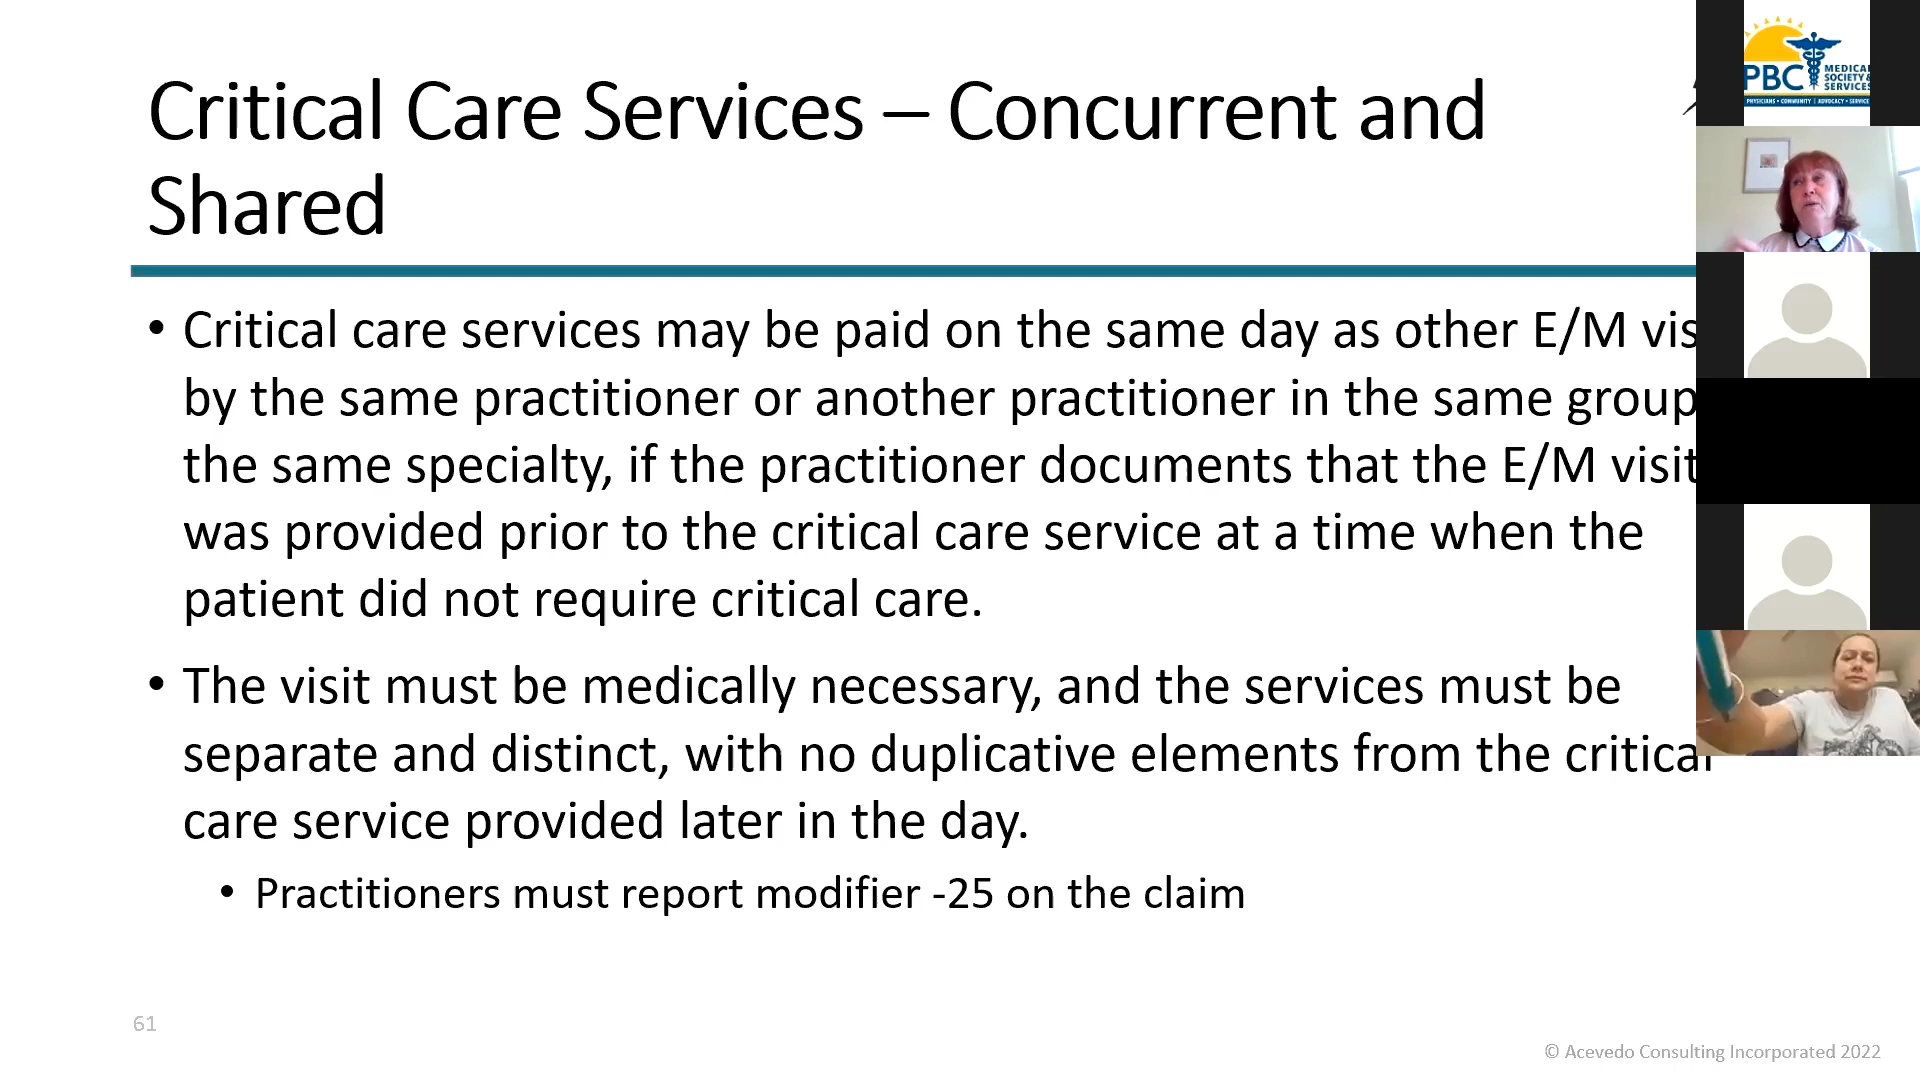 Critical Care Services – Concurrent and
Shared
• Critical care services may be paid on the same day as other E/M
by the same practitioner or another practitioner in the same group
the same specialty, if the practitioner documents that the E/M visit
was provided prior to the critical care service at a time when the
patient did not require critical care.
• The visit must be medically necessary, and the services must be
separate and distinct, with no duplicative elements from the critical
care service provided later in the day.
• Practitioners must report modifier -25 on the claim
61
© Acevedo Consulting Incorporated 2022
PBC
MEDICAL
SOCIETY &
SERVICES
PHYSICIANS • COMMUNITY | ADVOCACY • SERVICE